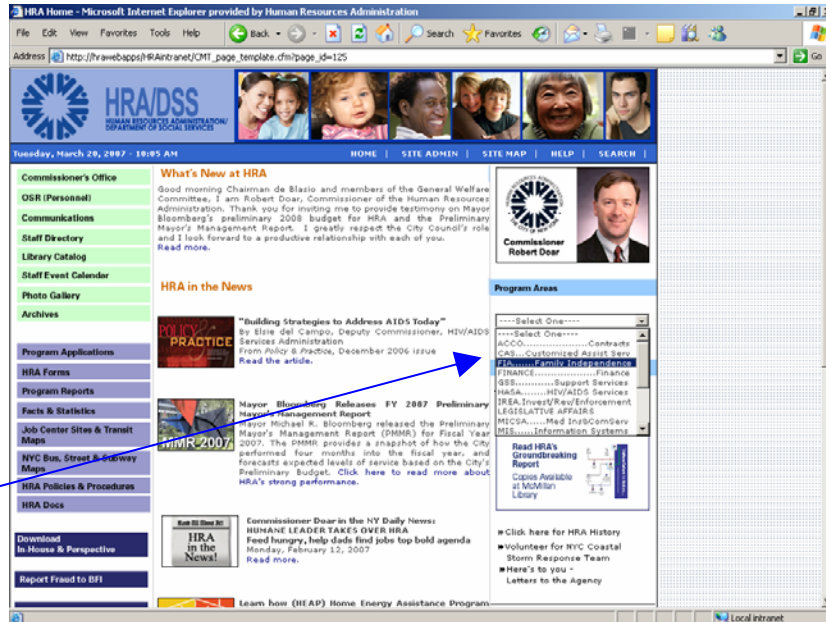 HRA Home - Microsoft Internet Explorer provided by Human Resources Administration
File Edit View Favorites Tools Help
Back
Search
Favorites
Address
http://hrawebapps/HRAintranet/CMT_page_template.cfm?page_id=125
Go
HRA/DSS
HUMAN RESOURCES ADMINISTRATION/
DEPARTMENT OF SOCIAL SERVICES
Tuesday, March 20, 2007 - 10:05 AM
HOME | SITE ADMIN | SITE MAP | HELP | SEARCH |
Commissioner's Office
OSR (Personnel)
Communications
Staff Directory
Library Catalog
Staff Event Calendar
Photo Gallery
Archives
Program Applications
HRA Forms
Program Reports
Facts & Statistics
Job Center Sites & Transit
Maps
NYC Bus, Street & Subway
Maps
HRA Policies & Procedures
HRA Docs
Download
In-House & Perspective
Report Fraud to BFI
What's New at HRA
Good morning Chairman de Blasio and members of the General Welfare
Committee, I am Robert Doar, Commissioner of the Human Resources
Administration. Thank you for inviting me to provide testimony on Mayor
Bloomberg's preliminary 2008 budget for HRA and the Preliminary
Mayor's Management Report. I greatly respect the City Council's role
and I look forward to a productive relationship with each of you.
Read more.
HRA in the News
POLICY &
PRACTICE
"Building Strategies to Address AIDS Today"
By Elsie del Campo, Deputy Commissioner, HIV/AIDS
Services Administration
From Policy & Practice, December 2006 issue
Read the article.
MMR 2007
Mayor Bloomberg Releases FY 2007 Preliminary
Mayor's Management Report
Mayor Michael R. Bloomberg released the Preliminary
Mayor's Management Report (PMMR) for Fiscal Year
2007. The PMMR provides a snapshot of how the City
performed four months into the fiscal year, and
forecasts expected levels of service based on the City's
Preliminary Budget. Click here to read more about
HRA's strong performance.
HRA
in the
News!
Commissioner Doar in the NY Daily News:
HUMANE LEADER TAKES OVER HRA
Feed hungry, help dads find jobs top bold agenda
Monday, February 12, 2007
Read more.
Learn how (HEAP) Home Energy Assistance Program
Commissioner
Robert Doar
Program Areas
----Select One----
----Select One----
ACCO..................Contracts
CAS...Customized Assist Serv
FIA......Family Independence
FINANCE..............Finance
GSS...........Support Services
HASA.........HIV/AIDS Services
IREA.Invest/Rev/Enforcement
LEGISLATIVE AFFAIRS
MICSA.....Med Ins&ComServ
MIS.....Information Systems
Read HRA's
Groundbreaking
Report
Copies Available
at McMillan
Library
Click here for HRA History
Volunteer for NYC Coastal
Storm Response Team
Here's to you -
Letters to the Agency
Local intranet